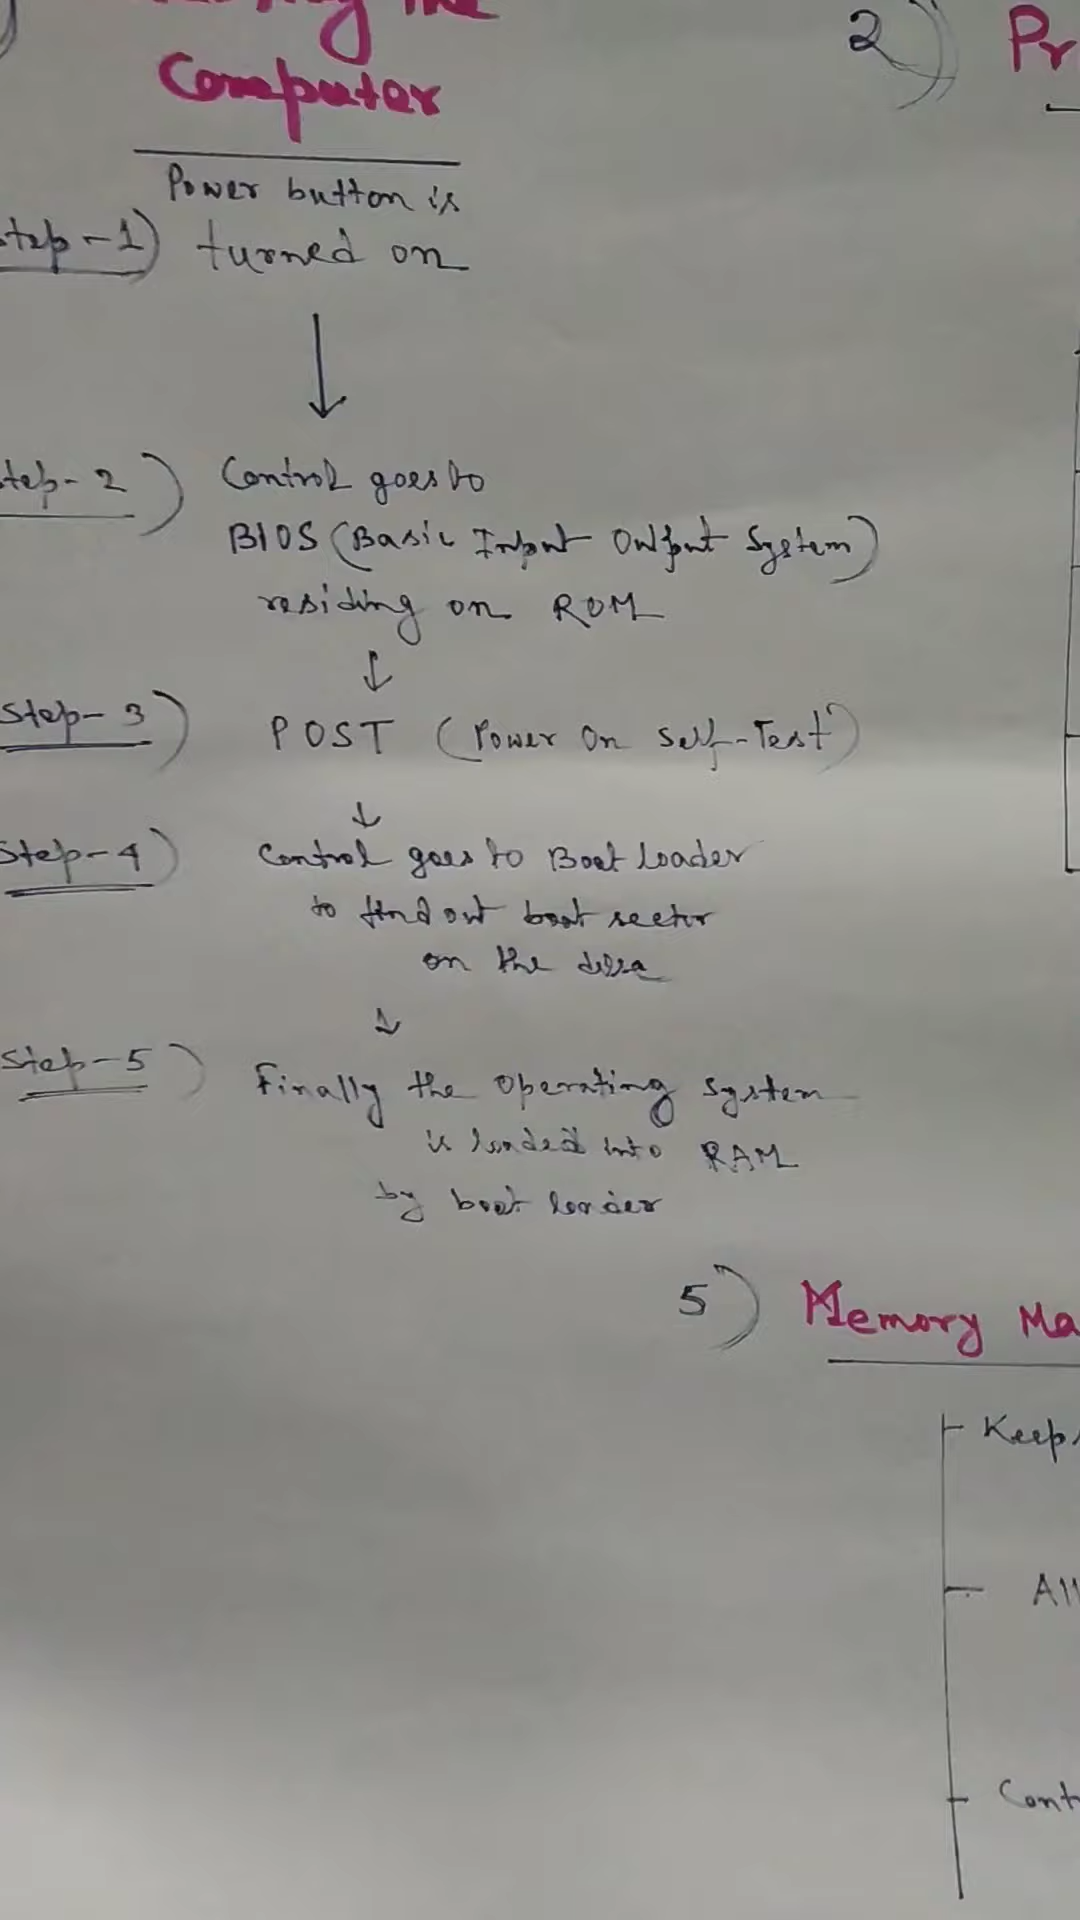 the
Computer
Power button is
Step-1) turned on
Step-2) Control goes to
BIOS (Basic Input Output System)
residing on ROM
Step-3) POST (Power On Self-Test)
Step-4) Control goes to Boot loader
to find out boot sector
on the
Step-5) Finally the Operating System
is loaded into RAM
by boot loader
2) Pr
5) Memory Ma
Keeps
All
Cont